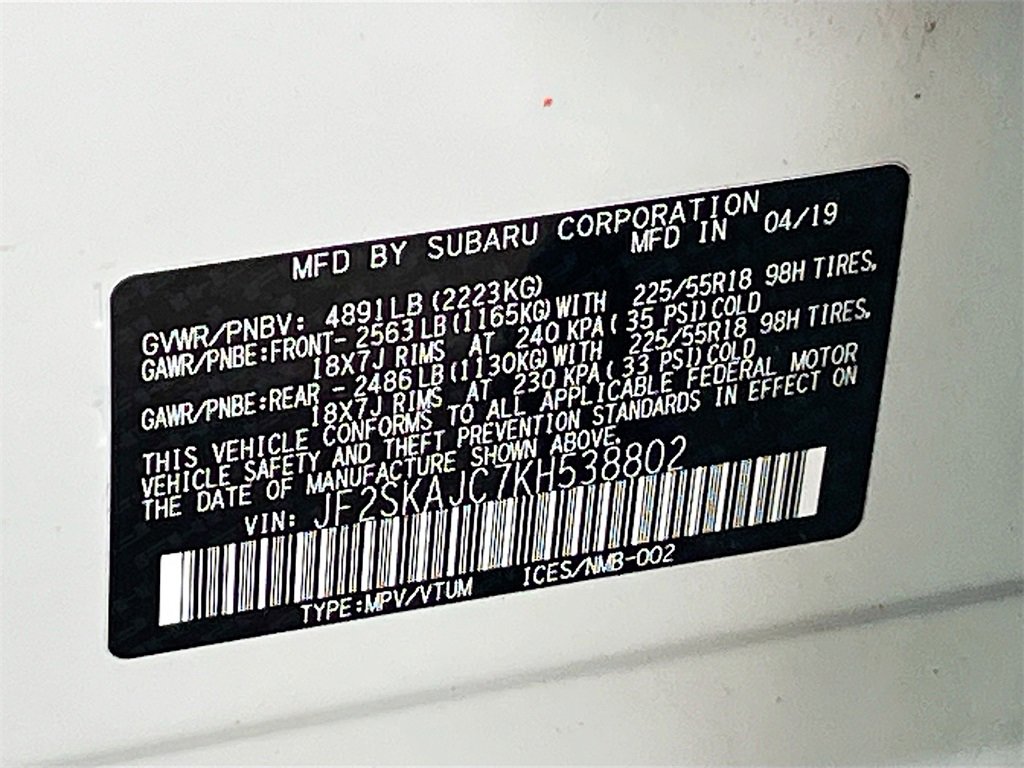 MFD BY SUBARU CORPORATION
MFD IN 04/19
GVWR/PNBV: 4891LB(2223KG)
GAWR/PNBE:FRONT- 2563LB(1165KG)WITH 225/55R18 98H TIRES,
18X7J RIMS AT 240 KPA( 35 PSI)COLD
GAWR/PNBE:REAR - 2486LB(1130KG)WITH 225/55R18 98H TIRES,
18X7J RIMS AT 230 KPA( 33 PSI)COLD
THIS VEHICLE CONFORMS TO ALL APPLICABLE FEDERAL MOTOR
VEHICLE SAFETY AND THEFT PREVENTION STANDARDS IN EFFECT ON
THE DATE OF MANUFACTURE SHOWN ABOVE.
VIN: JF2SKAJC7KH538802
TYPE:MPV/VTUM ICES/NMB-002